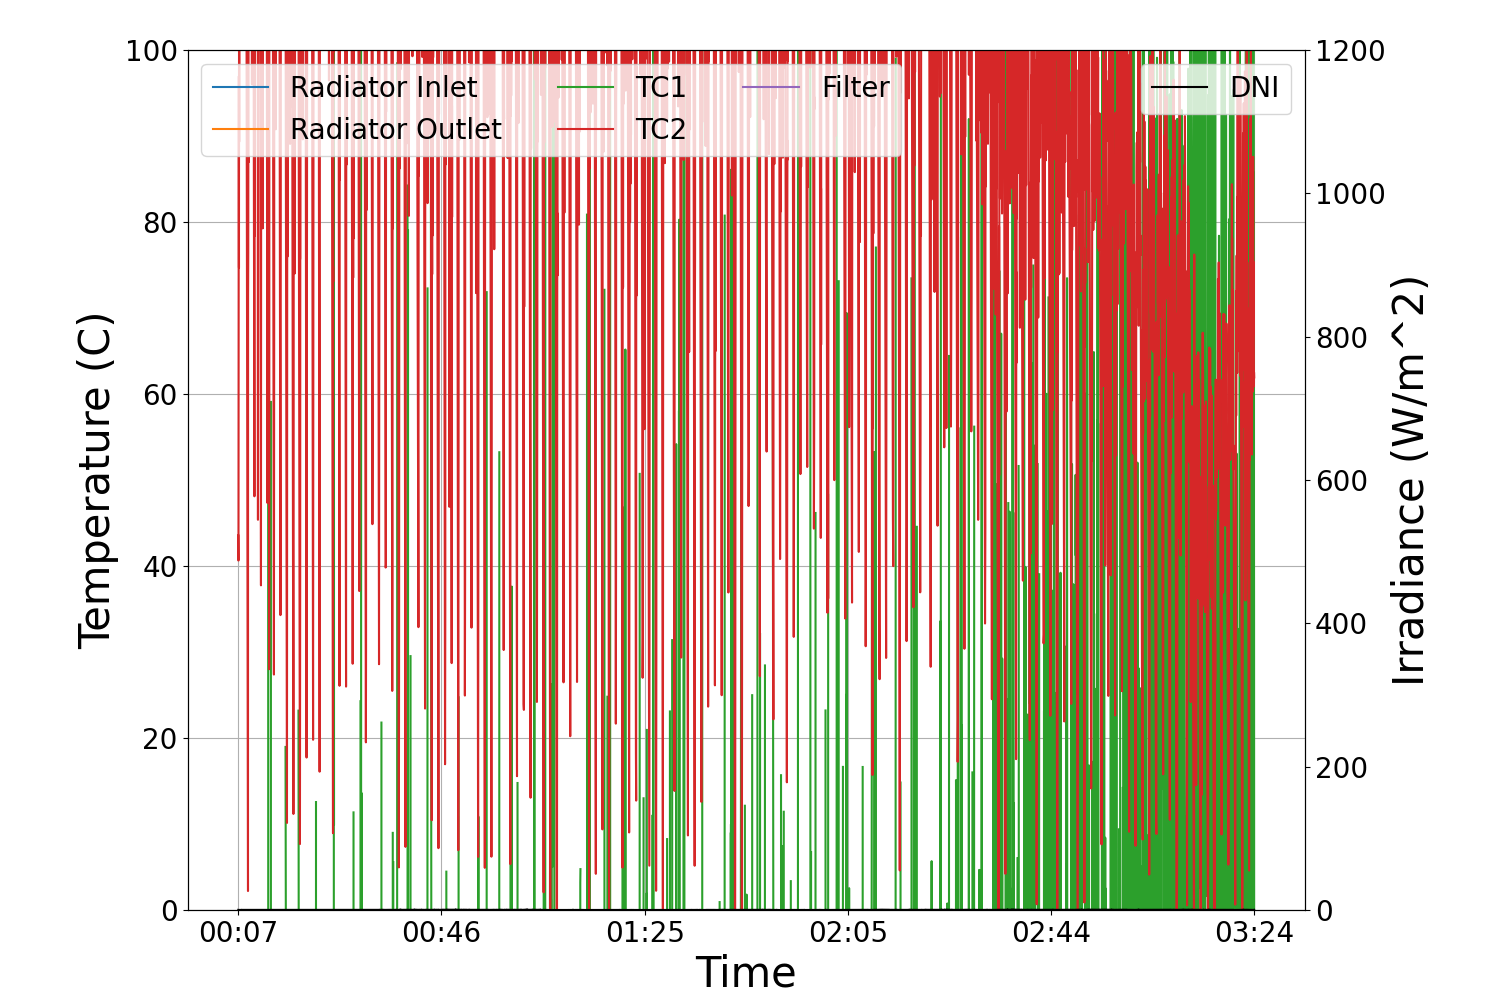 Radiator Inlet
Radiator Outlet
TC1
TC2
Filter
DNI
Temperature (C)
100
80
60
40
20
0
Irradiance (W/m^2)
1200
1000
800
600
400
200
0
00:07
00:46
01:25
02:05
02:44
03:24
Time